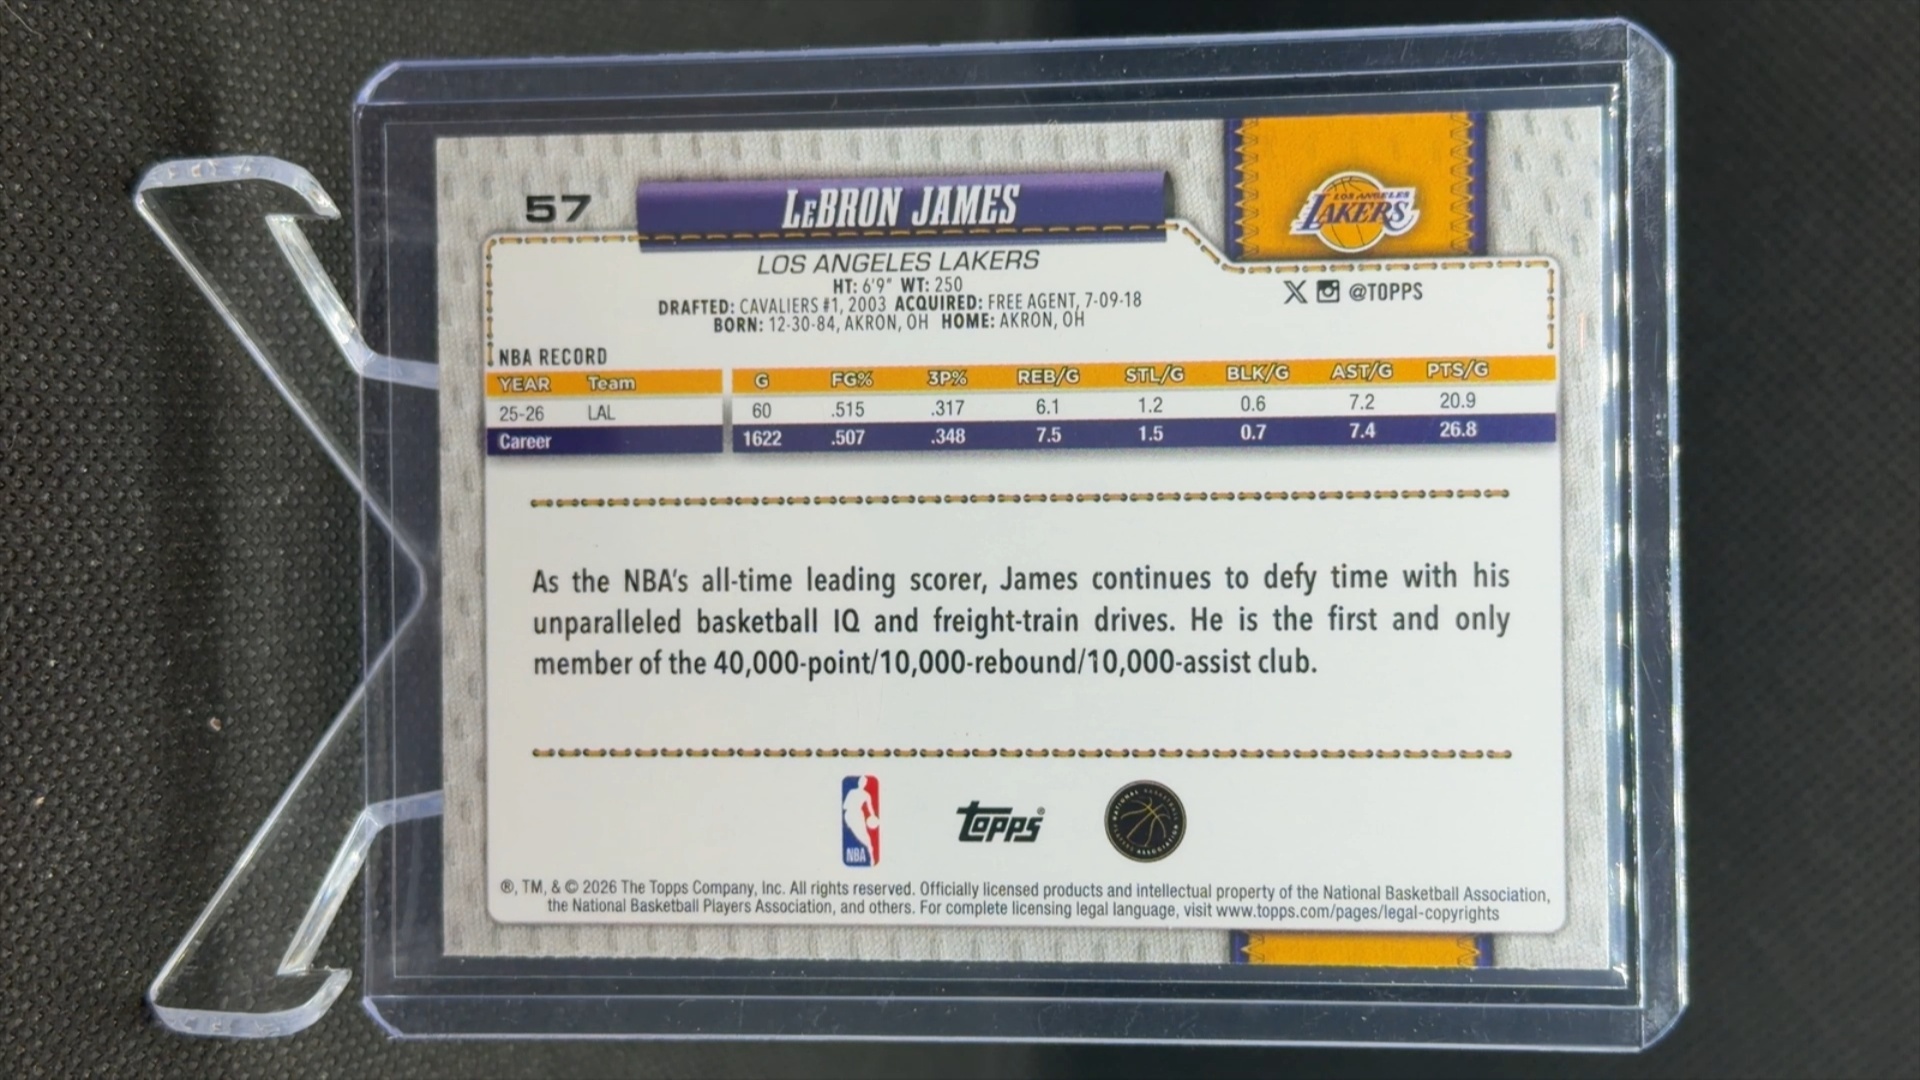 57
LeBRON JAMES
LOS ANGELES LAKERS
LOS ANGELES LAKERS
HT: 6'9" WT: 250
DRAFTED: CAVALIERS #1, 2003 ACQUIRED: FREE AGENT, 7-09-18
BORN: 12-30-84, AKRON, OH HOME: AKRON, OH
@TOPPS
NBA RECORD
YEAR Team G FG% 3P% REB/G STL/G BLK/G AST/G PTS/G
25-26 LAL 60 .515 .317 6.1 1.2 0.6 7.2 20.9
Career 1622 .507 .348 7.5 1.5 0.7 7.4 26.8
As the NBA's all-time leading scorer, James continues to defy time with his
unparalleled basketball IQ and freight-train drives. He is the first and only
member of the 40,000-point/10,000-rebound/10,000-assist club.
NBA
Topps®
NATIONAL BASKETBALL PLAYERS ASSOCIATION
®, TM, & © 2026 The Topps Company, Inc. All rights reserved. Officially licensed products and intellectual property of the National Basketball Association,
the National Basketball Players Association, and others. For complete licensing legal language, visit www.topps.com/pages/legal-copyrights